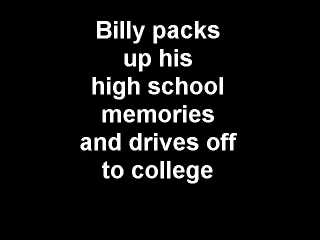 Billy packs
up his
high school
memories
and drives off
to college